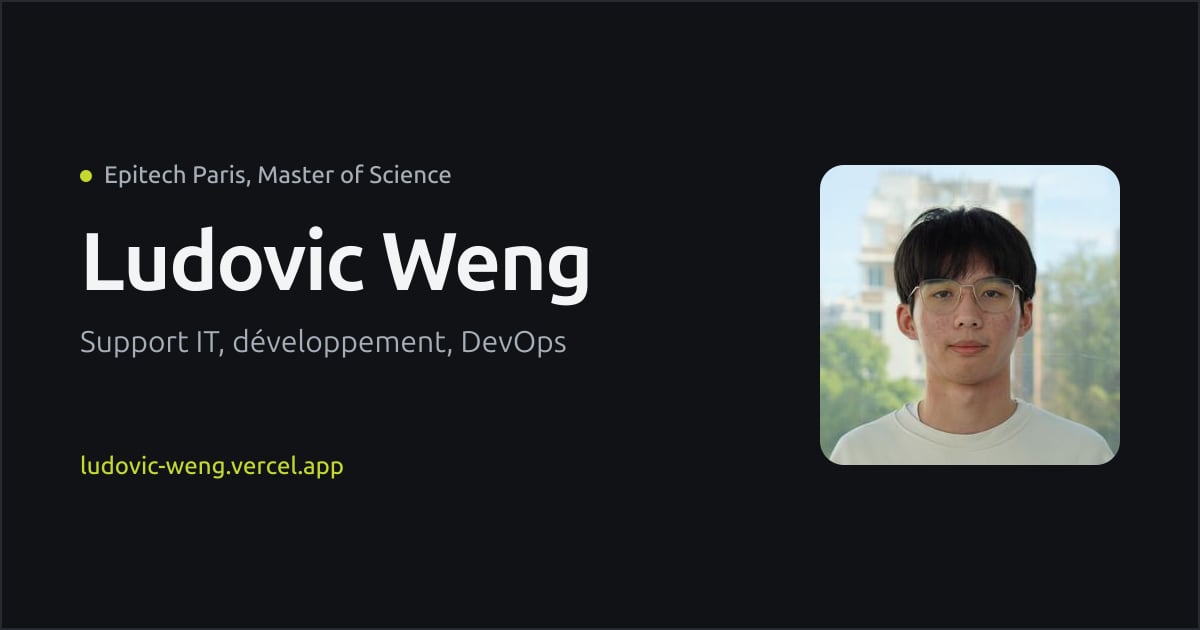 Epitech Paris, Master of Science
Ludovic Weng
Support IT, développement, DevOps
ludovic-weng.vercel.app